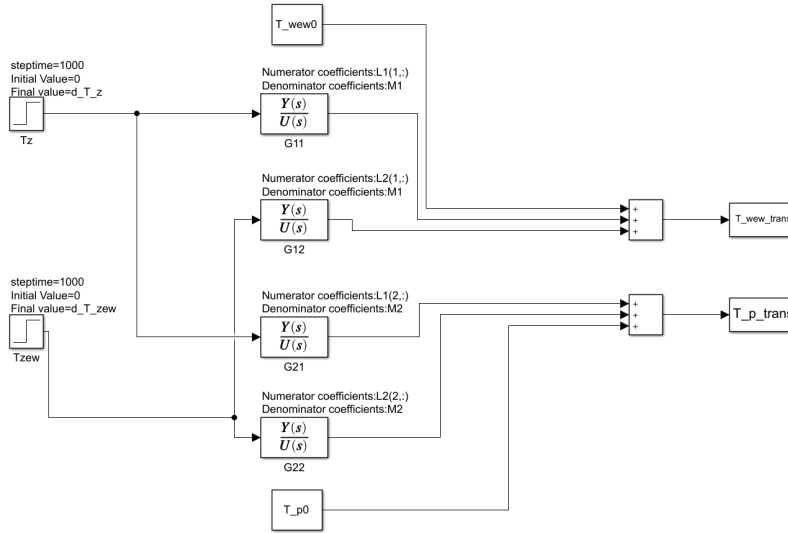 T_wew0
steptime=1000
Initial Value=0
Final value=d_T_z
Tz
Numerator coefficients:L1(1,:)
Denominator coefficients:M1
Y(s)
U(s)
G11
Numerator coefficients:L2(1,:)
Denominator coefficients:M1
Y(s)
U(s)
G12
+
+
+
T_wew_trans
steptime=1000
Initial Value=0
Final value=d_T_zew
Tzew
Numerator coefficients:L1(2,:)
Denominator coefficients:M2
Y(s)
U(s)
G21
+
+
+
T_p_trans
Numerator coefficients:L2(2,:)
Denominator coefficients:M2
Y(s)
U(s)
G22
T_p0